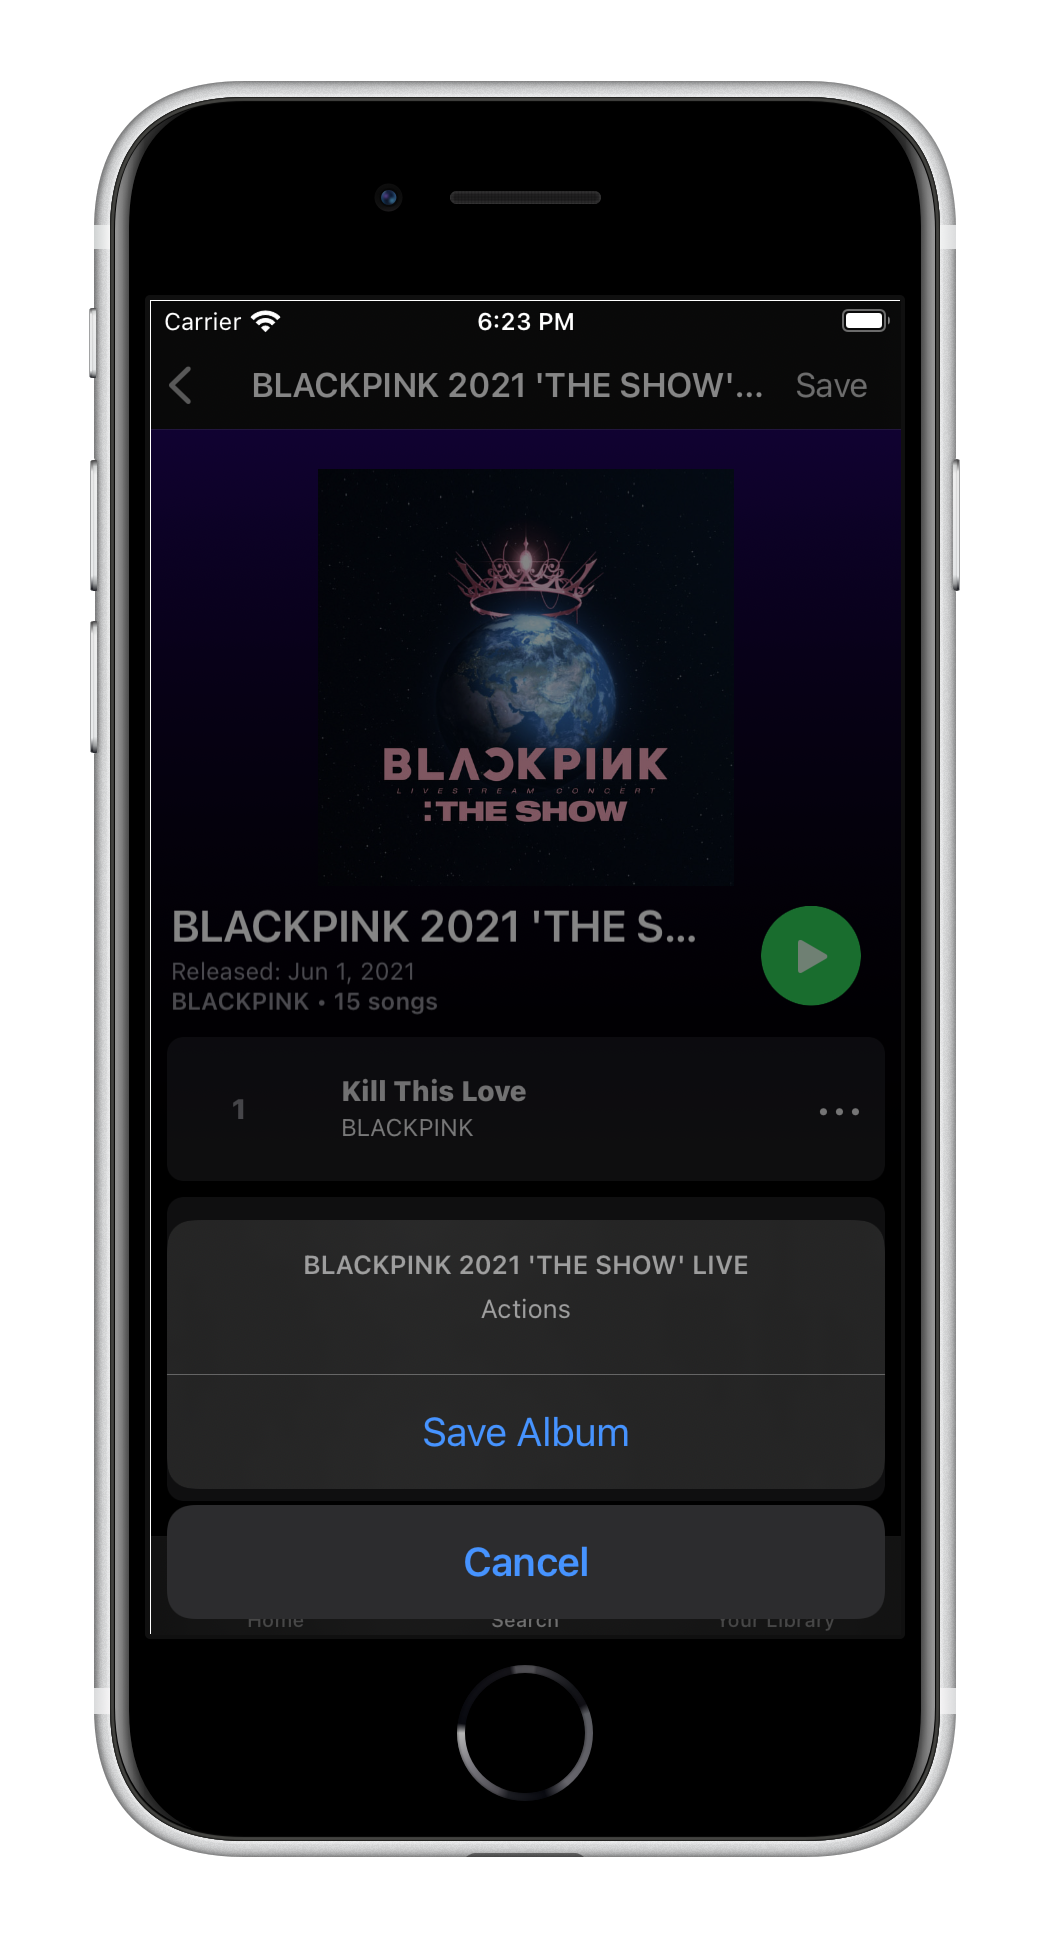 Carrier 6:23 PM
BLACKPINK 2021 'THE SHOW'... Save
BLACKPINK
LIVESTREAM CONCERT
:THE SHOW
BLACKPINK 2021 'THE S...
Released: Jun 1, 2021
BLACKPINK • 15 songs
1 Kill This Love
BLACKPINK
BLACKPINK 2021 'THE SHOW' LIVE
Actions
Save Album
Cancel
Home Search Your Library